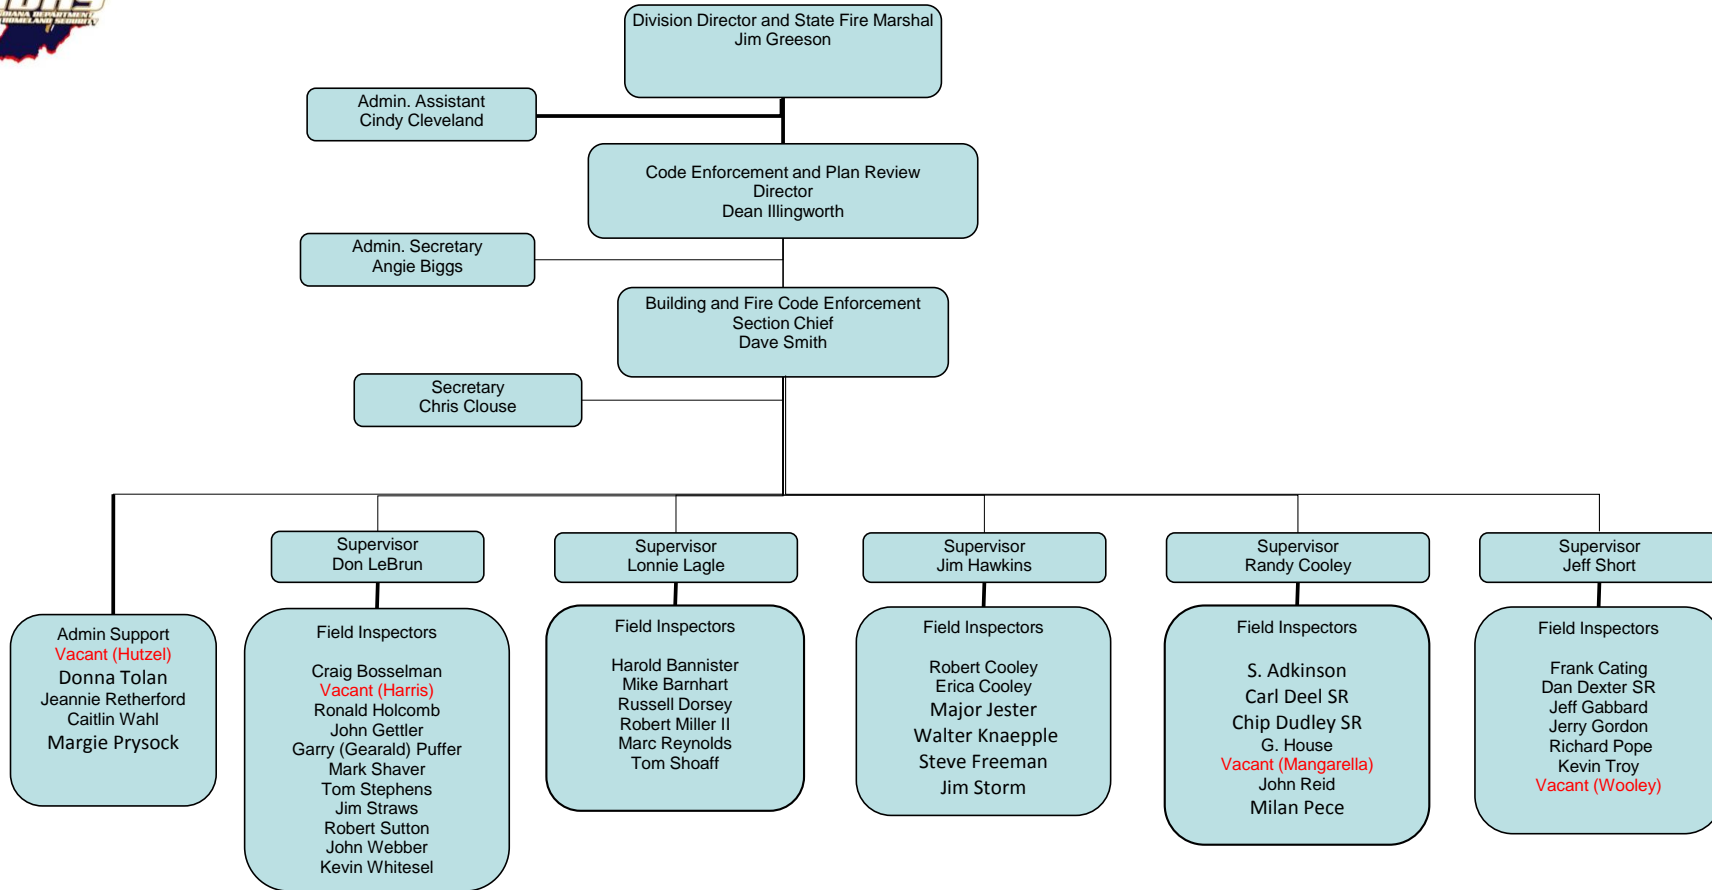 INDIANA DEPARTMENT
HOMELAND SECURITY
Division Director and State Fire Marshal
Jim Greeson
Admin. Assistant
Cindy Cleveland
Code Enforcement and Plan Review
Director
Dean Illingworth
Admin. Secretary
Angie Biggs
Building and Fire Code Enforcement
Section Chief
Dave Smith
Secretary
Chris Clouse
Supervisor
Don LeBrun
Supervisor
Lonnie Lagle
Supervisor
Jim Hawkins
Supervisor
Randy Cooley
Supervisor
Jeff Short
Admin Support
Vacant (Hutzel)
Donna Tolan
Jeannie Retherford
Caitlin Wahl
Margie Prysock
Field Inspectors
Craig Bosselman
Vacant (Harris)
Ronald Holcomb
John Gettler
Garry (Gearald) Puffer
Mark Shaver
Tom Stephens
Jim Straws
Robert Sutton
John Webber
Kevin Whitesel
Field Inspectors
Harold Bannister
Mike Barnhart
Russell Dorsey
Robert Miller II
Marc Reynolds
Tom Shoaff
Field Inspectors
Robert Cooley
Erica Cooley
Major Jester
Walter Knaepple
Steve Freeman
Jim Storm
Field Inspectors
S. Adkinson
Carl Deel SR
Chip Dudley SR
G. House
Vacant (Mangarella)
John Reid
Milan Pece
Field Inspectors
Frank Cating
Dan Dexter SR
Jeff Gabbard
Jerry Gordon
Richard Pope
Kevin Troy
Vacant (Wooley)